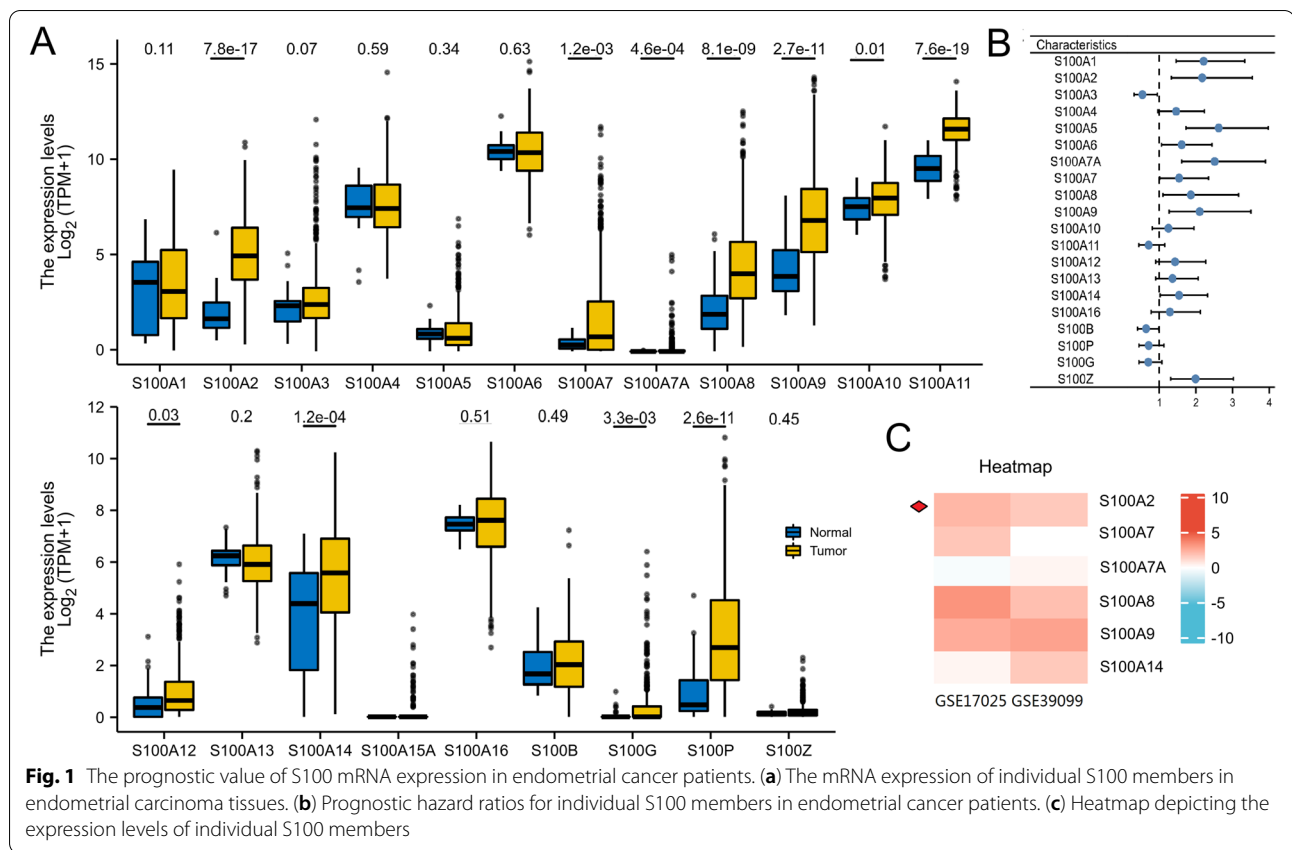 A
0.11 7.8e-17 0.07 0.59 0.34 0.63 1.2e-03 4.6e-04 8.1e-09 2.7e-11 0.01 7.6e-19
The expression levels
Log2 (TPM+1)
15
10
5
0
S100A1 S100A2 S100A3 S100A4 S100A5 S100A6 S100A7 S100A7A S100A8 S100A9 S100A10 S100A11
The expression levels
Log2 (TPM+1)
12
10
8
6
4
2
0
0.03 0.2 1.2e-04 0.51 0.49 3.3e-03 2.6e-11 0.45
Normal
Tumor
S100A12 S100A13 S100A14 S100A15A S100A16 S100B S100G S100P S100Z
B
Characteristics
S100A1
S100A2
S100A3
S100A4
S100A5
S100A6
S100A7A
S100A7
S100A8
S100A9
S100A10
S100A11
S100A12
S100A13
S100A14
S100A16
S100B
S100P
S100G
S100Z
1 2 3 4
C
Heatmap
S100A2
S100A7
S100A7A
S100A8
S100A9
S100A14
GSE17025 GSE39099
10
5
0
-5
-10
Fig. 1 The prognostic value of S100 mRNA expression in endometrial cancer patients. (a) The mRNA expression of individual S100 members in
endometrial carcinoma tissues. (b) Prognostic hazard ratios for individual S100 members in endometrial cancer patients. (c) Heatmap depicting the
expression levels of individual S100 members